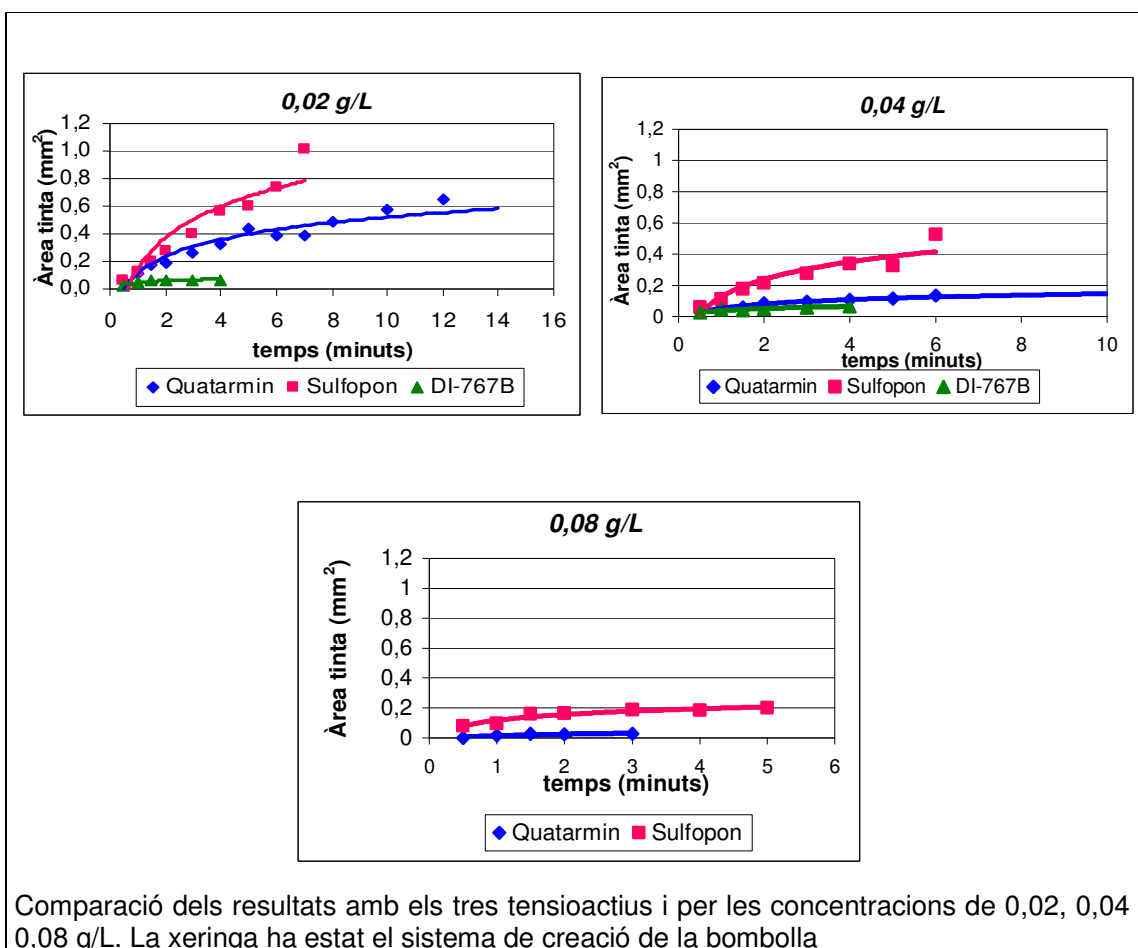 0,02 g/L
Àrea tinta (mm²)
1,2
1,0
0,8
0,6
0,4
0,2
0,0
0 2 4 6 8 10 12 14 16
temps (minuts)
Quatarmin Sulfopon DI-767B
0,04 g/L
Àrea tinta (mm²)
1,2
1
0,8
0,6
0,4
0,2
0
0 2 4 6 8 10
temps (minuts)
Quatarmin Sulfopon DI-767B
0,08 g/L
Àrea tinta (mm²)
1,2
1
0,8
0,6
0,4
0,2
0
0 1 2 3 4 5 6
temps (minuts)
Quatarmin Sulfopon
Comparació dels resultats amb els tres tensioactius i per les concentracions de 0,02, 0,04
0,08 g/L. La xeringa ha estat el sistema de creació de la bombolla